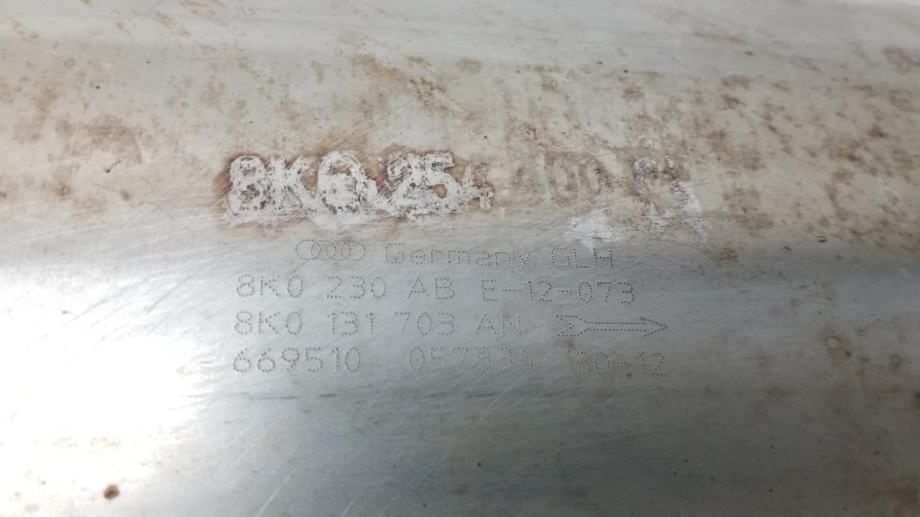 8K0.254
Germany GLH
8K0 230 AB E-12-073
8K0 131 703 AN
669510 057334 30-12